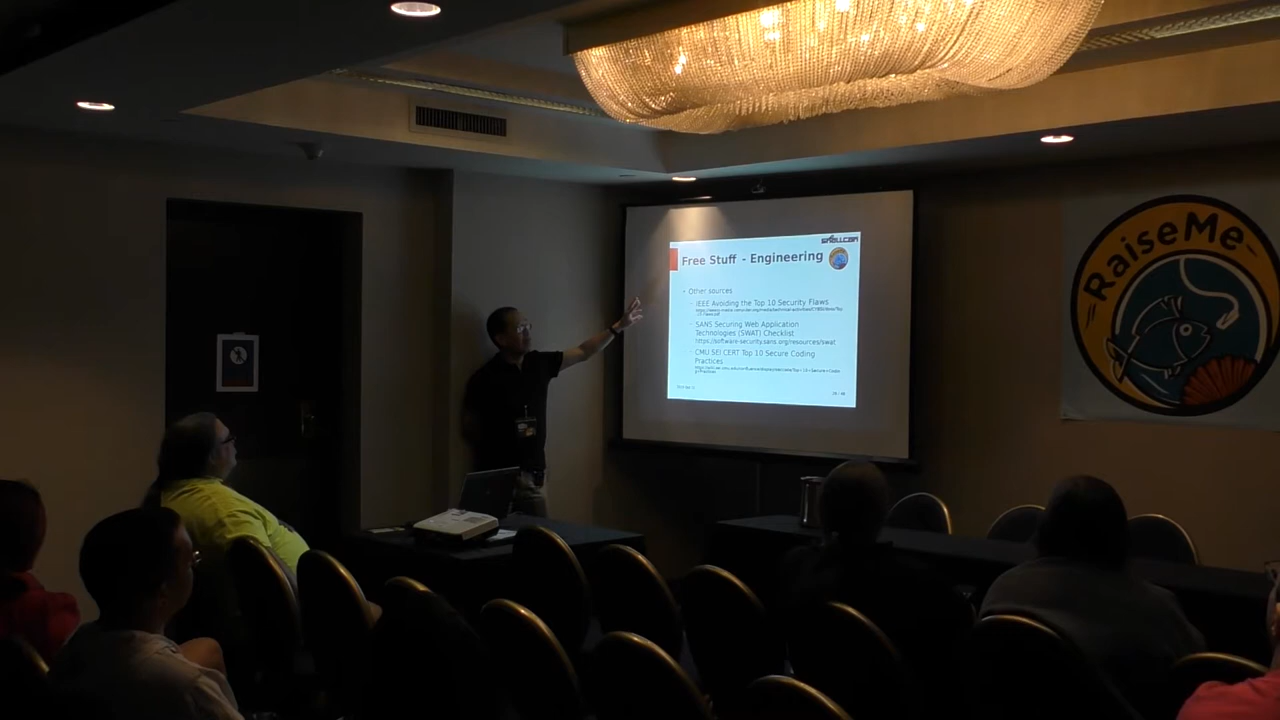 shellcon
Free Stuff - Engineering
Other sources
IEEE Avoiding the Top 10 Security Flaws
SANS Securing Web Application
Technologies (SWAT) Checklist
https://software-security.sans.org/resources/swat
CMU SEI CERT Top 10 Secure Coding
Practices
RaiseMe